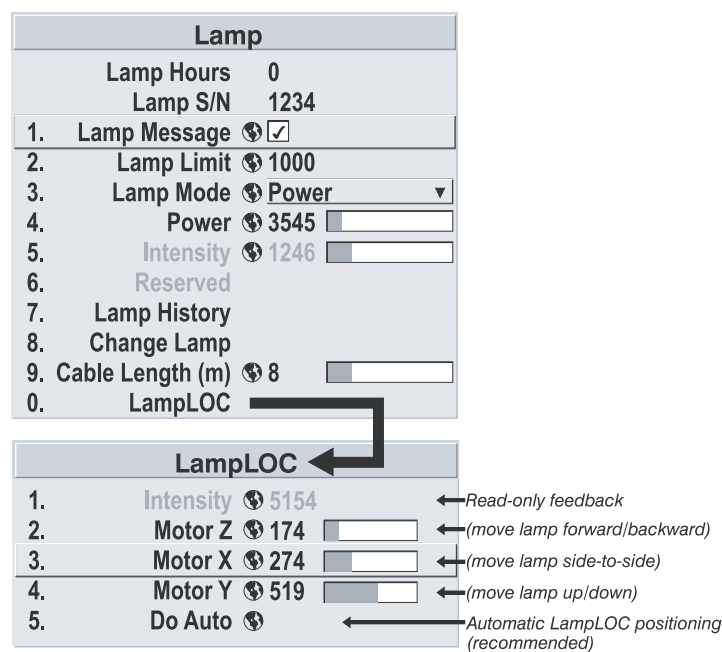 Lamp
Lamp Hours 0
Lamp S/N 1234
1. Lamp Message ✓
2. Lamp Limit 1000
3. Lamp Mode Power ▼
4. Power 3545
5. Intensity 1246
6. Reserved
7. Lamp History
8. Change Lamp
9. Cable Length (m) 8
0. LampLOC
LampLOC
1. Intensity 5154 Read-only feedback
2. Motor Z 174 (move lamp forward/backward)
3. Motor X 274 (move lamp side-to-side)
4. Motor Y 519 (move lamp up/down)
5. Do Auto Automatic LampLOC positioning
(recommended)